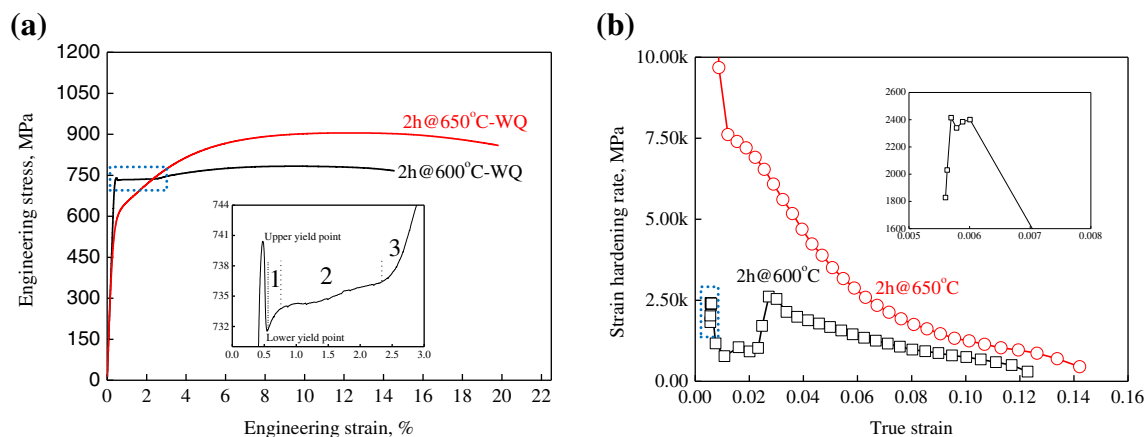 (a)
Engineering stress, MPa
1200
1050
900
750
600
450
300
150
0
2h@650°C-WQ
2h@600°C-WQ
744
741
738
735
732
Upper yield point
1
2
3
Lower yield point
0.0 0.5 1.0 1.5 2.0 2.5 3.0
0 2 4 6 8 10 12 14 16 18 20 22
Engineering strain, %
(b)
Strain hardening rate, MPa
10.00k
7.50k
5.00k
2.50k
0.00
2600
2400
2200
2000
1800
1600
0.005 0.006 0.007 0.008
2h@600°C
2h@650°C
0.00 0.02 0.04 0.06 0.08 0.10 0.12 0.14 0.16
True strain